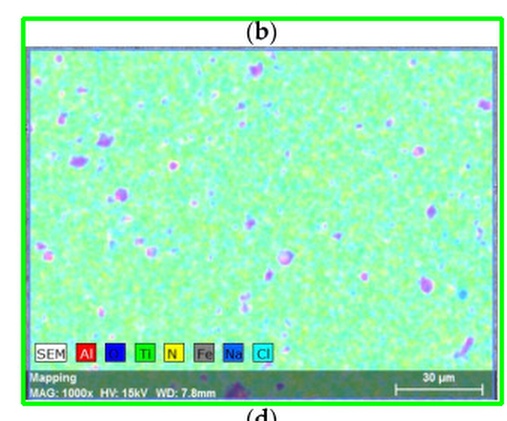 (b)
SEM Al O Ti N Fe Na Cl
Mapping
30 µm
MAG: 1000x HV: 15kV WD: 7.8mm
(d)